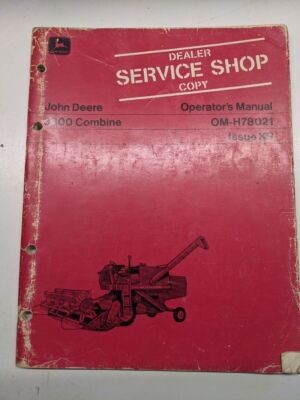 DEALER
SERVICE SHOP
COPY
John Deere
Operator's Manual
Combine
OM-H78021
Issue